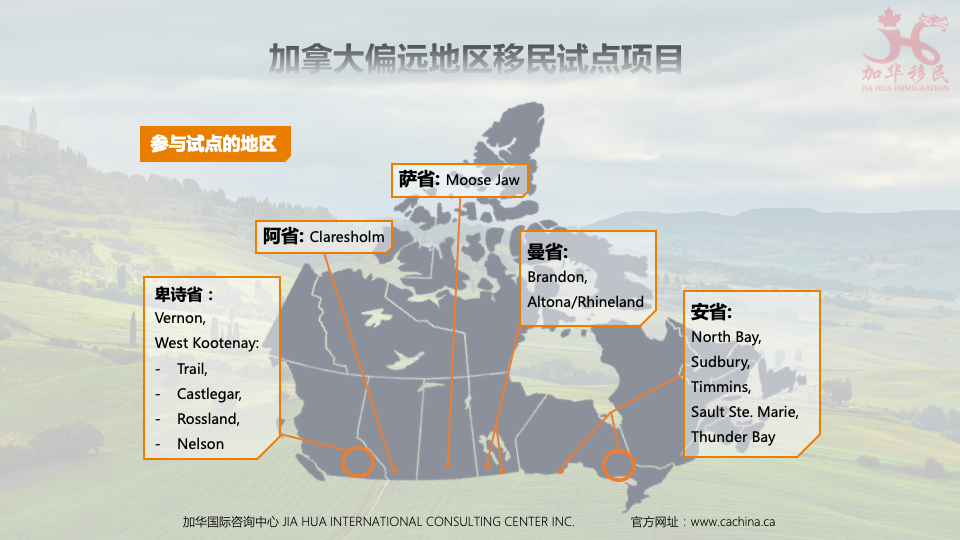 加拿大偏远地区移民试点项目
加华移民
JIA HUA IMMIGRATION
参与试点的地区
萨省: Moose Jaw
阿省: Claresholm
曼省:
Brandon,
Altona/Rhineland
卑诗省：
Vernon,
West Kootenay:
- Trail,
- Castlegar,
- Rossland,
- Nelson
安省:
North Bay,
Sudbury,
Timmins,
Sault Ste. Marie,
Thunder Bay
加华国际咨询中心 JIA HUA INTERNATIONAL CONSULTING CENTER INC. 官方网址：www.cachina.ca